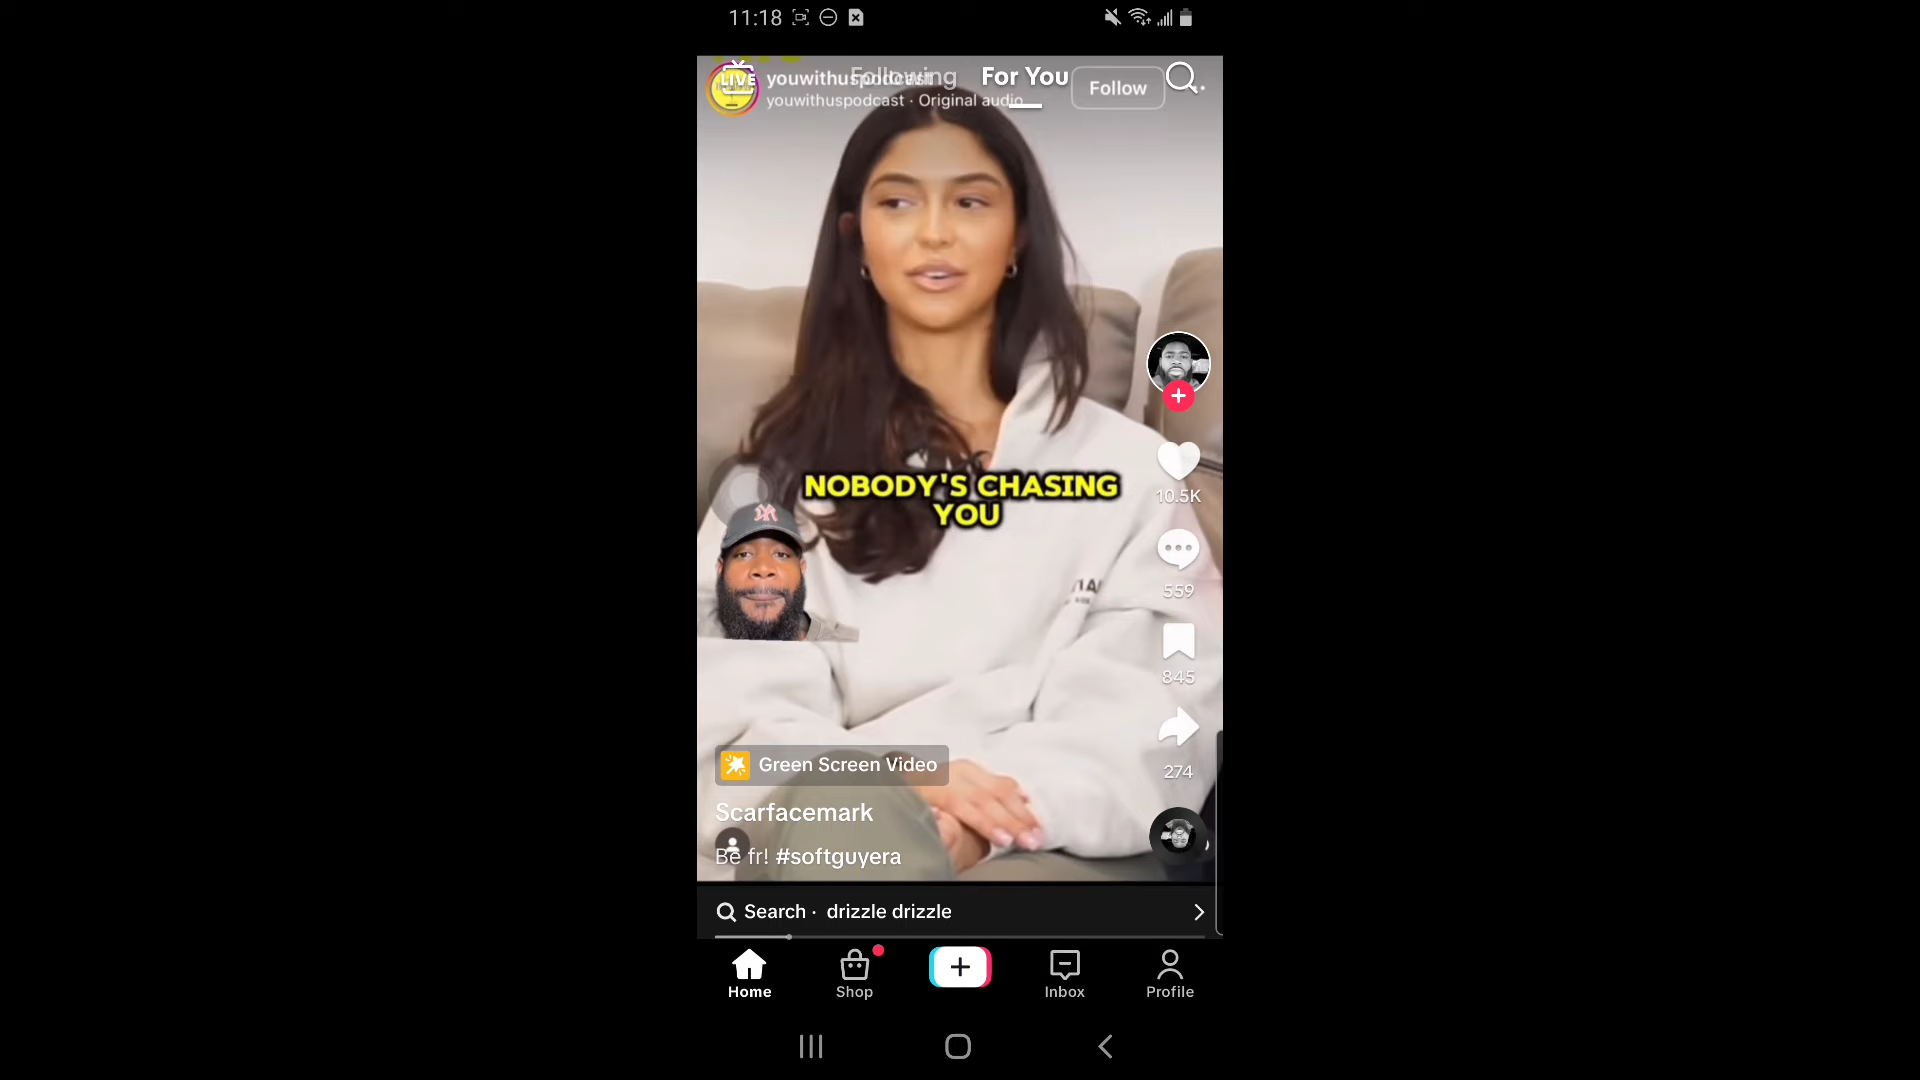 11:18
LIVE
Following
For You
youwithuspodcast
youwithuspodcast · Original audio
Follow
NOBODY'S CHASING
YOU
10.5K
559
845
274
Green Screen Video
Scarfacemark
Be fr! #softguyera
Search · drizzle drizzle
Home
Shop
Inbox
Profile